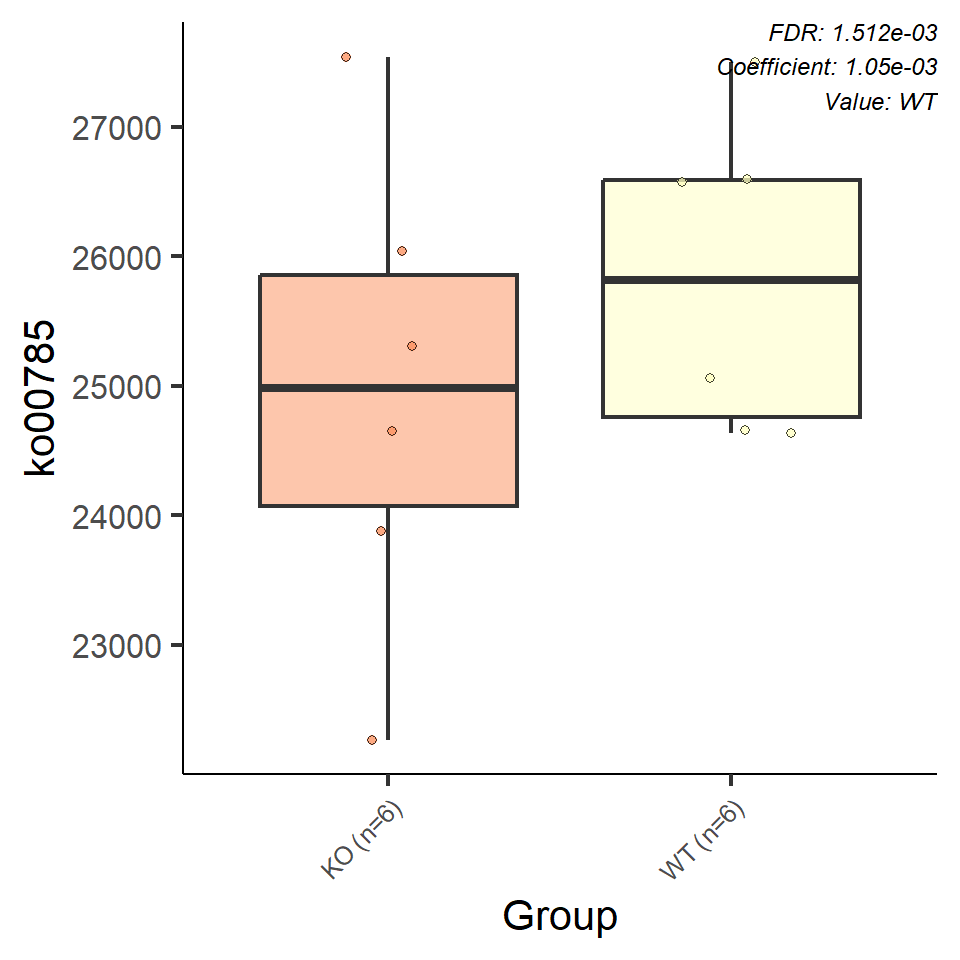 FDR: 1.512e-03
Coefficient: 1.05e-03
Value: WT
27000
26000
25000
24000
23000
ko00785
KO (n=6)
WT (n=6)
Group